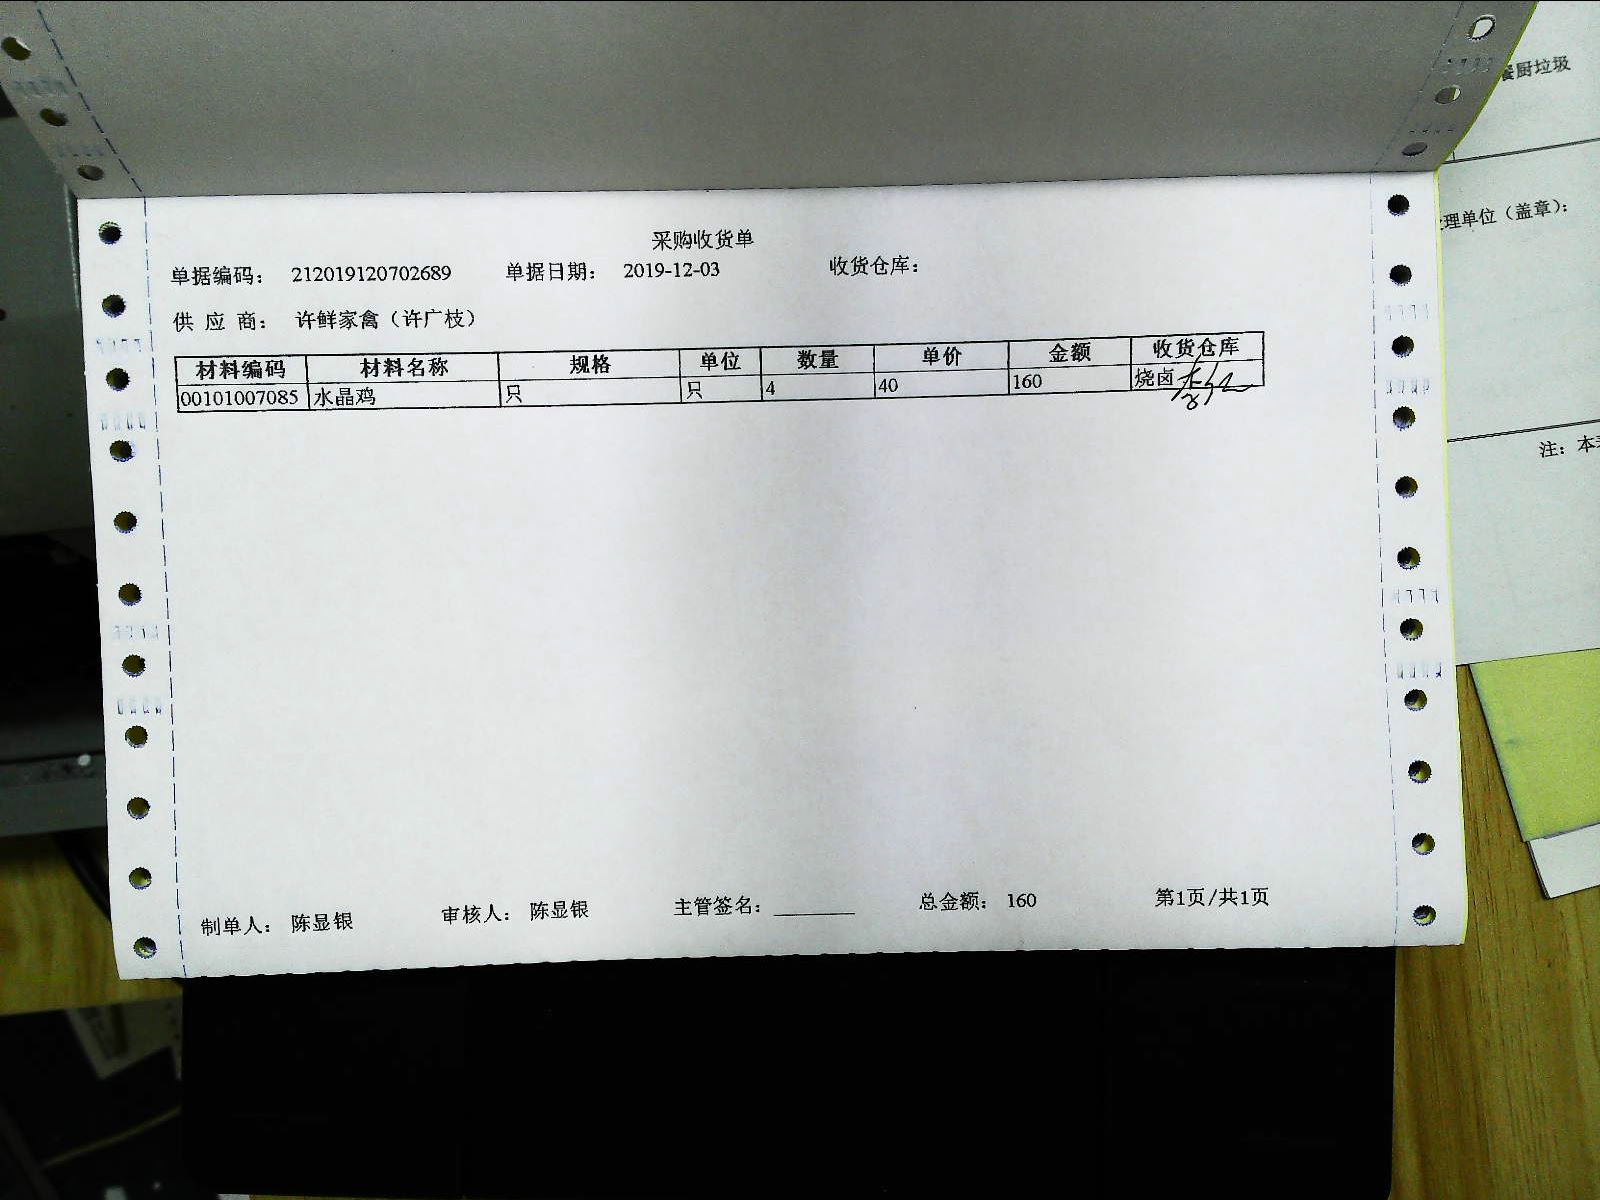 餐厨垃圾
理单位（盖章）：
采购收货单
单据编码： 212019120702689 单据日期： 2019-12-03 收货仓库：
供 应 商： 许鲜家禽（许广枝）
材料编码 材料名称 规格 单位 数量 单价 金额 收货仓库
00101007085 水晶鸡 只 只 4 40 160 烧卤
注：本
制单人： 陈显银 审核人： 陈显银 主管签名：________ 总金额： 160 第1页/共1页